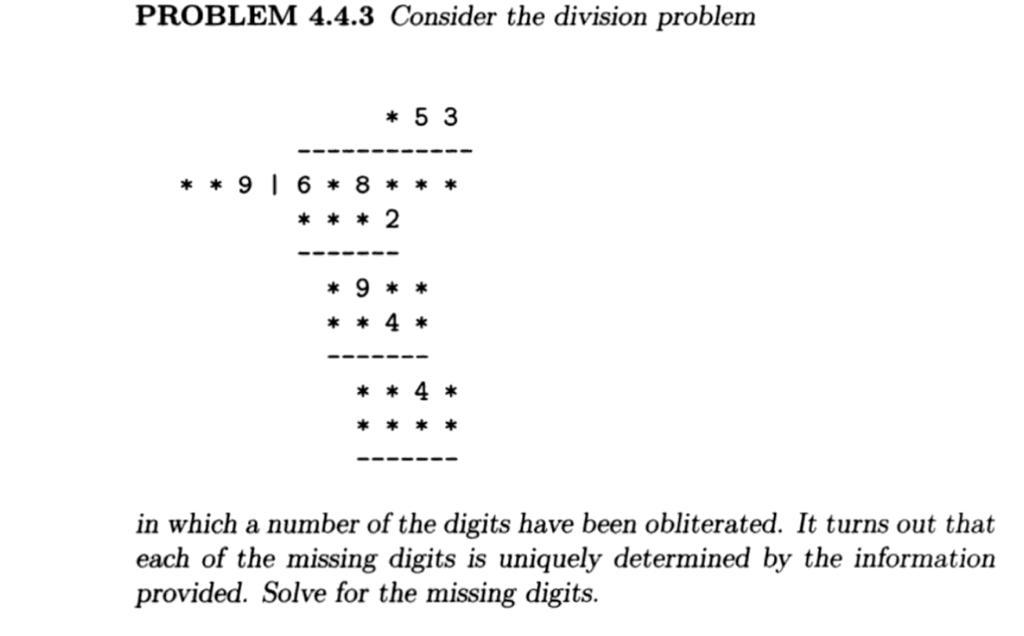 PROBLEM 4.4.3 Consider the division problem
* 5 3
------------
* * 9 | 6 * 8 * * *
* * * 2
-------
* 9 * *
* * 4 *
-------
* * 4 *
* * * *
-------
in which a number of the digits have been obliterated. It turns out that
each of the missing digits is uniquely determined by the information
provided. Solve for the missing digits.